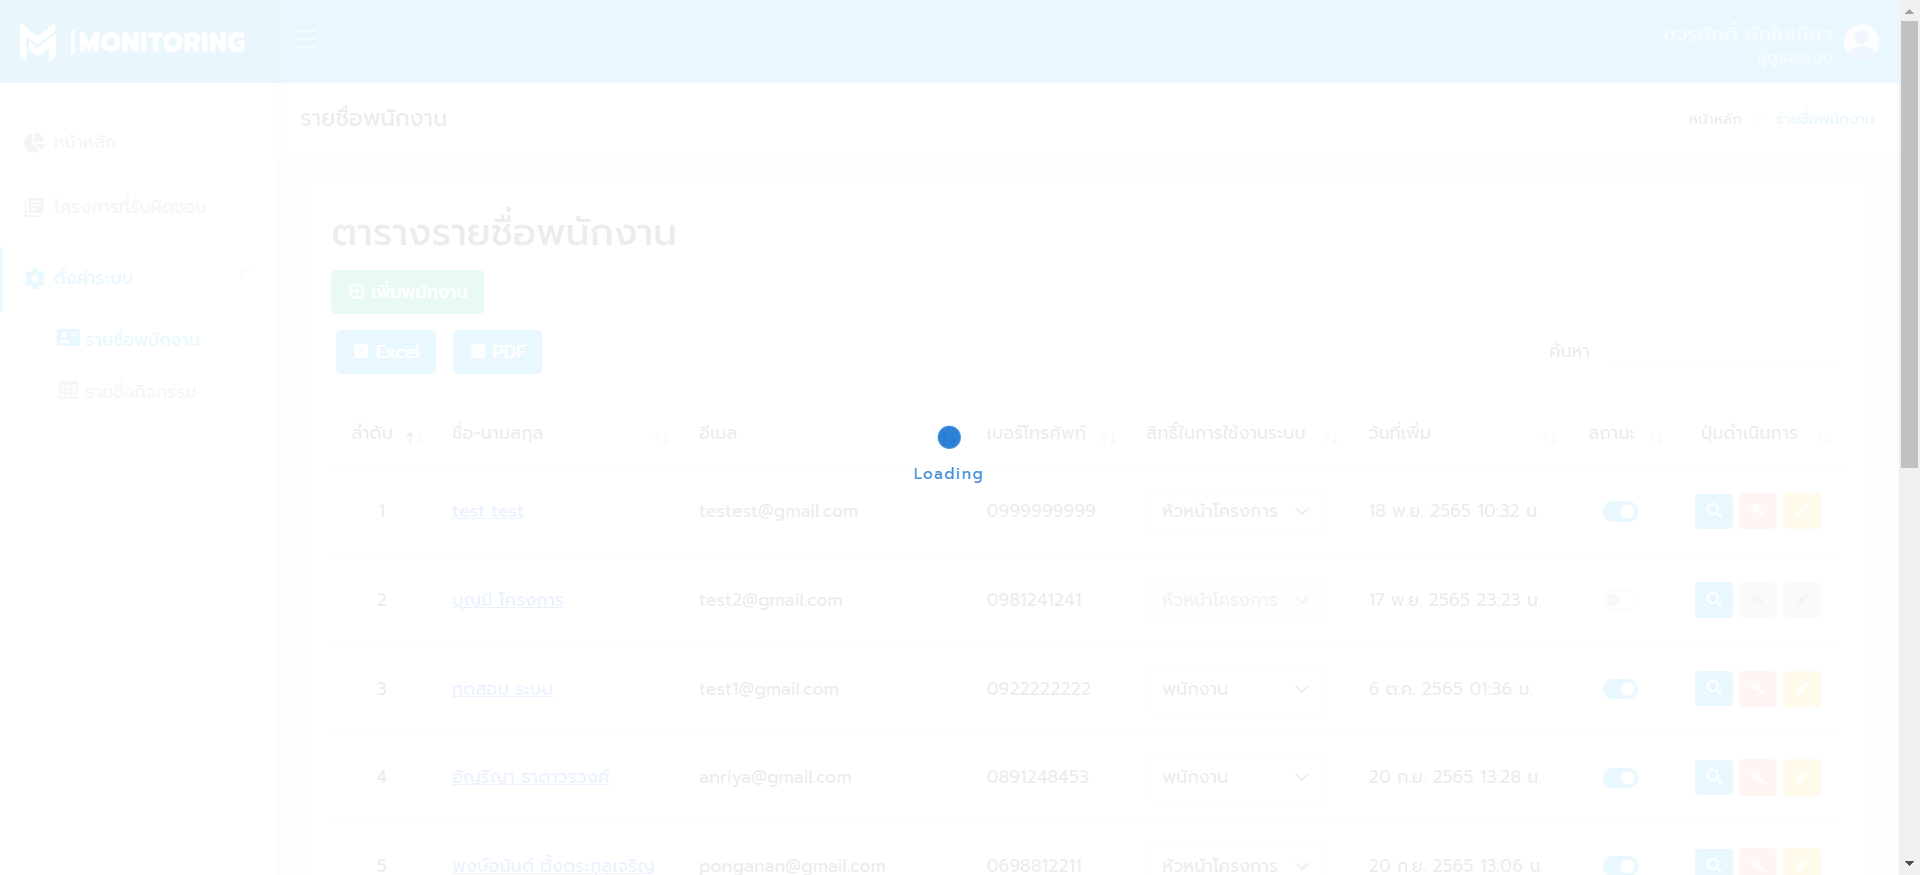 MONITORING
ขจรศักดิ์ ผักใบเขียว
ผู้ดูแลระบบ
หน้าหลัก
โครงการที่รับผิดชอบ
ตั้งค่าระบบ
รายชื่อพนักงาน
รายชื่อกิจกรรม
รายชื่อพนักงาน
หน้าหลัก รายชื่อพนักงาน
ตารางรายชื่อพนักงาน
เพิ่มพนักงาน
Excel PDF
ค้นหา
ลำดับ ชื่อ-นามสกุล อีเมล เบอร์โทรศัพท์ สิทธิ์ในการใช้งานระบบ วันที่เพิ่ม สถานะ ปุ่มดำเนินการ
Loading
1 test test testest@gmail.com 0999999999 หัวหน้าโครงการ 18 พ.ย. 2565 10:32 น.
2 บุญมี โครงการ test2@gmail.com 0981241241 หัวหน้าโครงการ 17 พ.ย. 2565 23:23 น.
3 ทดสอบ ระบบ test1@gmail.com 0922222222 พนักงาน 6 ต.ค. 2565 01:36 น.
4 อัญริญา ธาดาวรวงศ์ anriya@gmail.com 0891248453 พนักงาน 20 ก.ย. 2565 13:28 น.
5 พงษ์อนันต์ ตั้งตระกูลเจริญ ponganan@gmail.com 0698812211 หัวหน้าโครงการ 20 ก.ย. 2565 13:06 น.